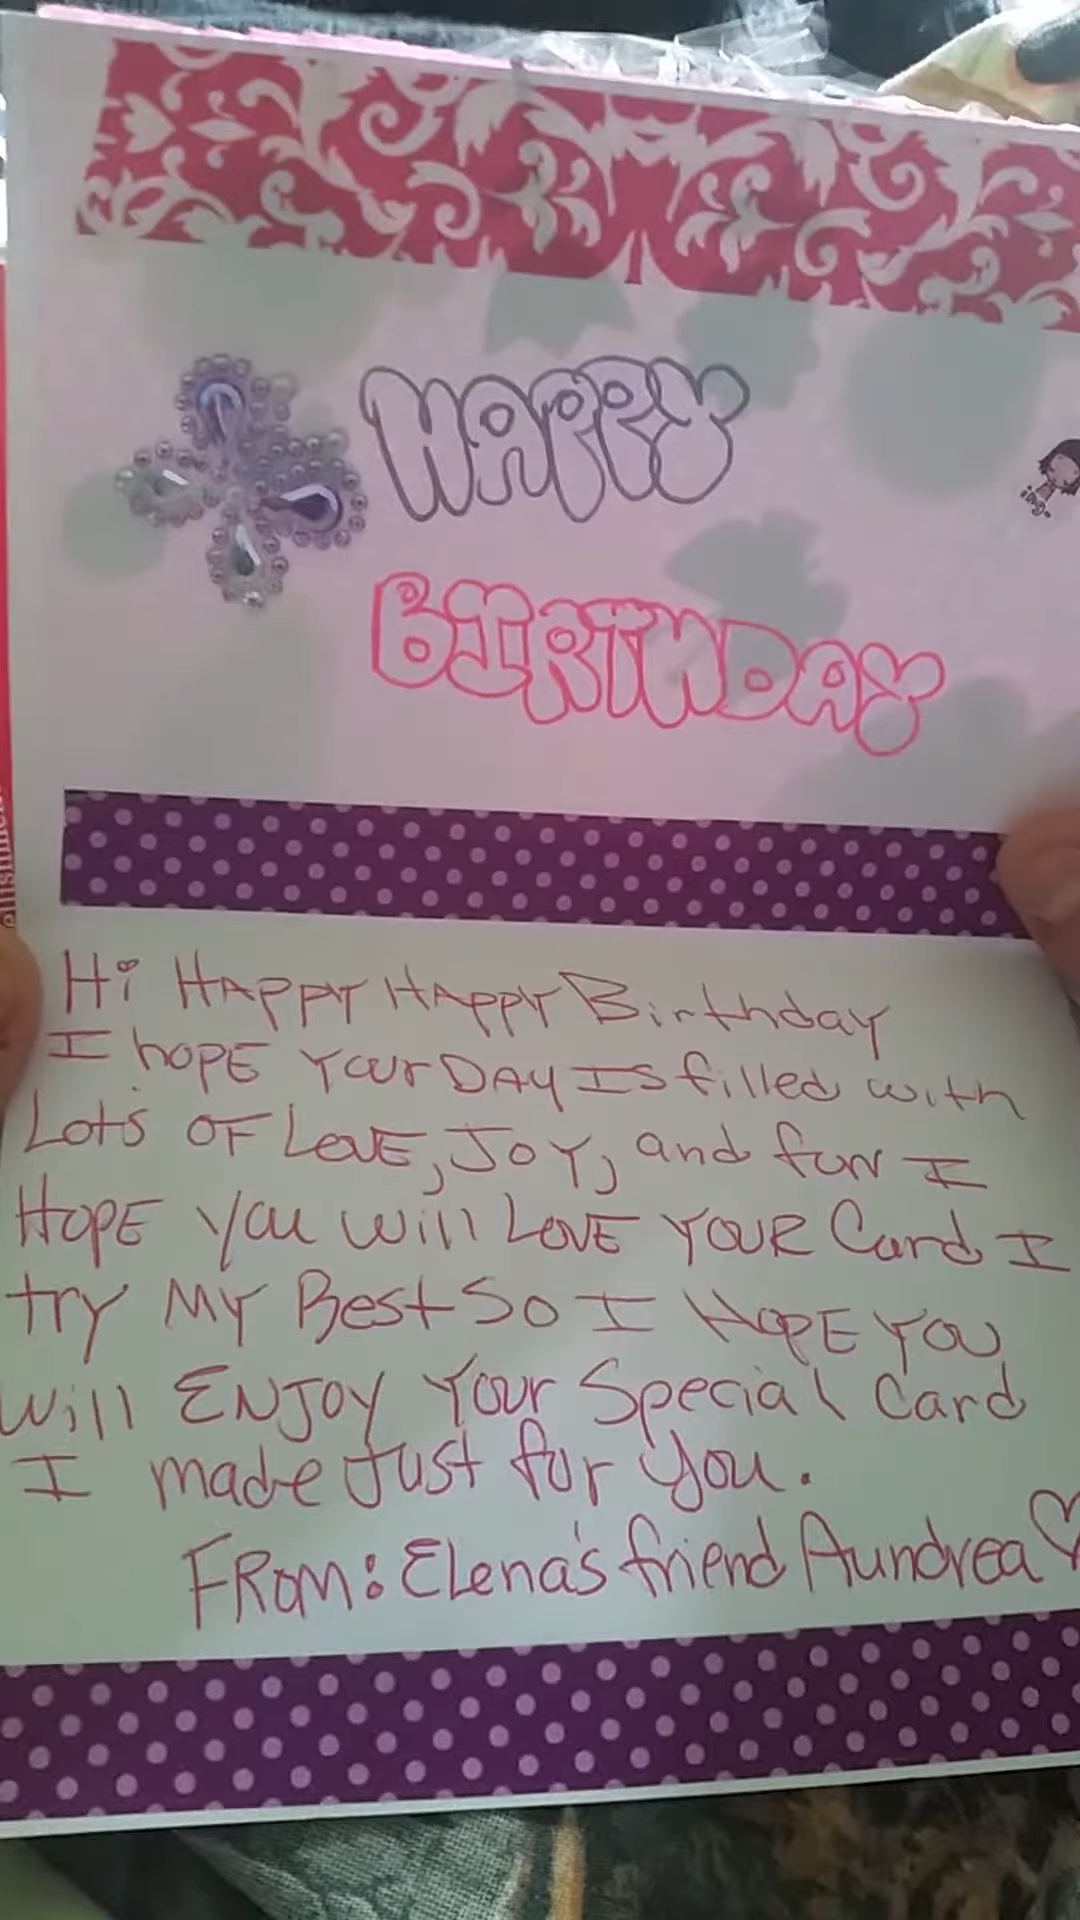 HAPPY
BIRTHDAY
Hi HAPPY HAPPY Birthday
I hOPE YOUr DAY IS filled with
Lots OF LOVE, JOY, and fun I
HOPE you will LOVE YOUR Card I
try MY Best SO I HOPE YOU
will ENJOY Your Special Card
I made Just for you.
FROM: Elena's friend Aundrea